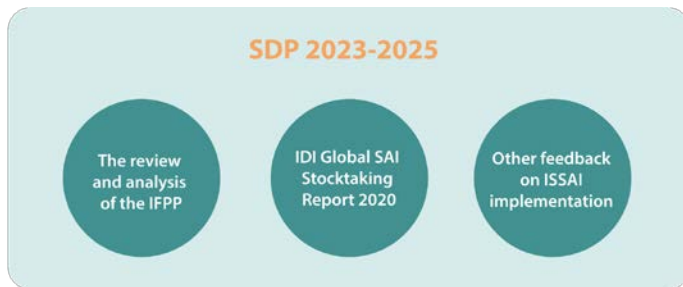 SDP 2023-2025
The review
and analysis
of the IFPP
IDI Global SAI
Stocktaking
Report 2020
Other feedback
on ISSAI
implementation